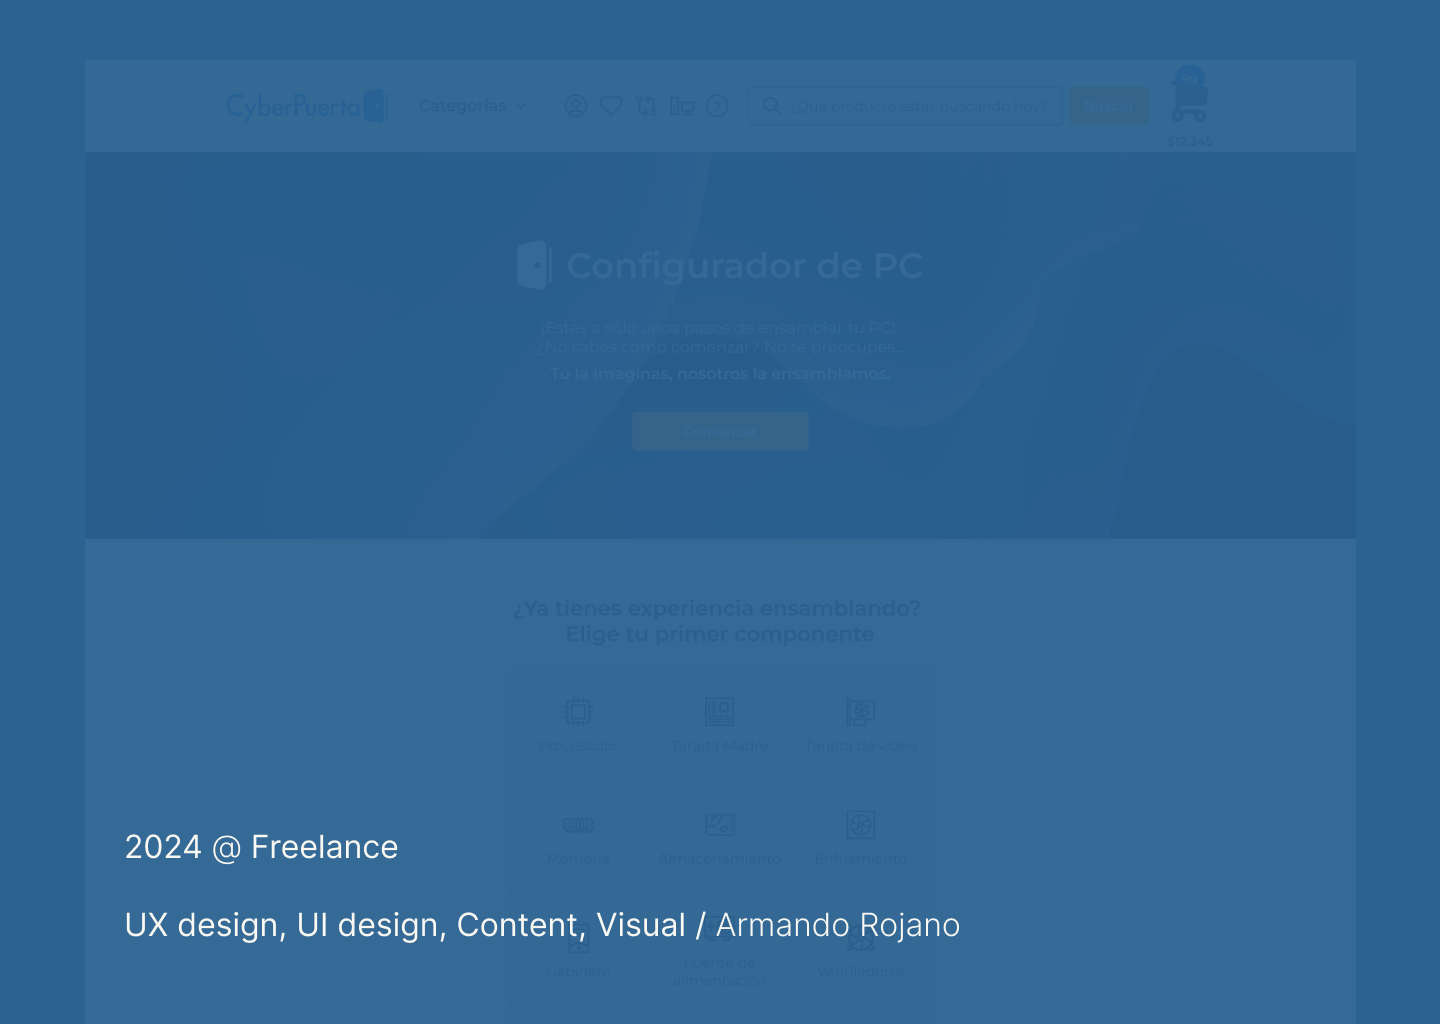 CyberPuerta
Categorías
¿Qué producto estás buscando hoy?
Buscar
99
$12,345
Configurador de PC
¡Estás a sólo unos pasos de ensamblar tu PC!
¿No sabes cómo comenzar? No te preocupes...
Tú la imaginas, nosotros la ensamblamos.
Comenzar
¿Ya tienes experiencia ensamblando?
Elige tu primer componente
Procesador
Tarjeta Madre
Tarjeta de video
Memoria
Almacenamiento
Enfriamiento
2024 @ Freelance
UX design, UI design, Content, Visual / Armando Rojano
Gabinete
Fuente de
alimentación
Ventiladores